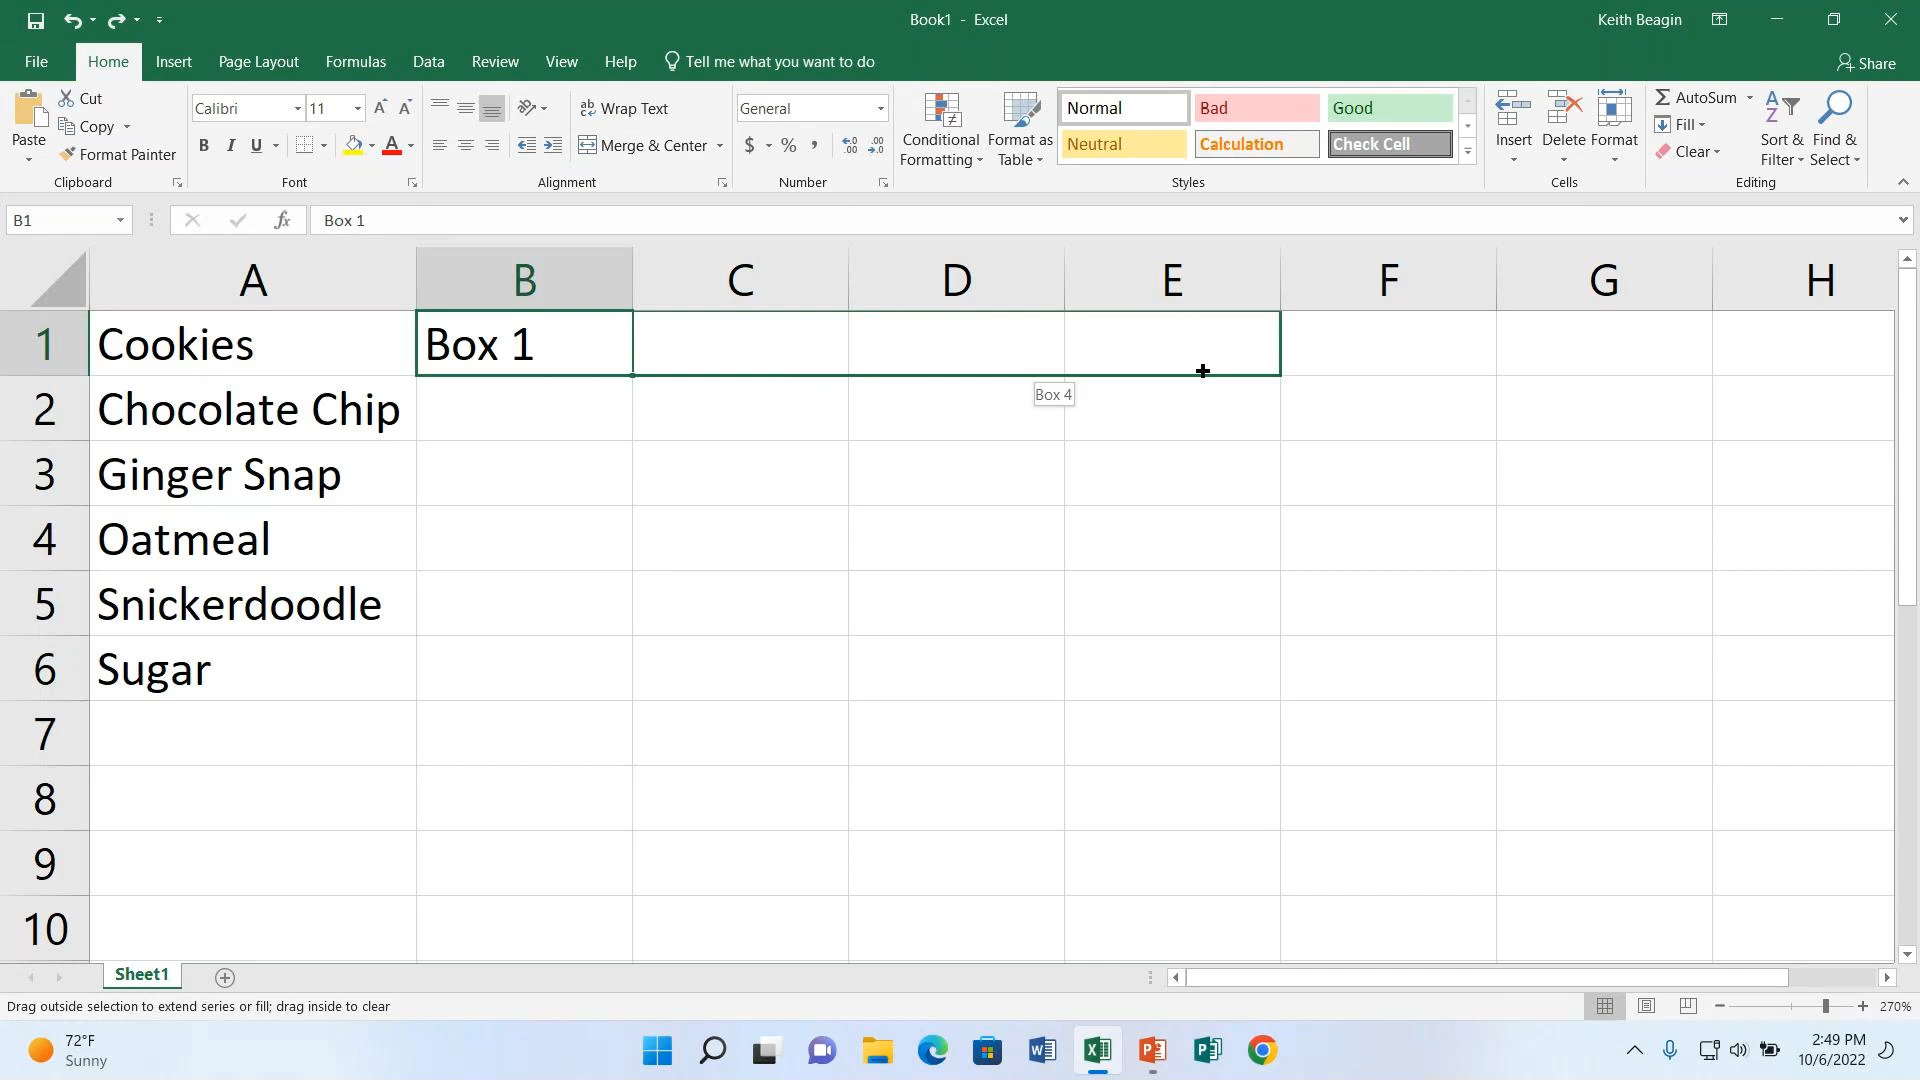 Book1 - Excel
Keith Beagin
File Home Insert Page Layout Formulas Data Review View Help Tell me what you want to do
Share
Paste
Cut
Copy
Format Painter
Clipboard
Calibri 11
B I U
Font
ab Wrap Text
Merge & Center
Alignment
General
$ % ,
Number
Conditional Formatting
Format as Table
Normal Bad Good
Neutral Calculation Check Cell
Styles
Insert Delete Format
Cells
AutoSum
Fill
Clear
Sort & Filter
Find & Select
Editing
B1 fx Box 1
A B C D E F G H
1 Cookies Box 1
Box 4
2 Chocolate Chip
3 Ginger Snap
4 Oatmeal
5 Snickerdoodle
6 Sugar
7
8
9
10
Sheet1
Drag outside selection to extend series or fill; drag inside to clear
270%
72°F
Sunny
2:49 PM
10/6/2022